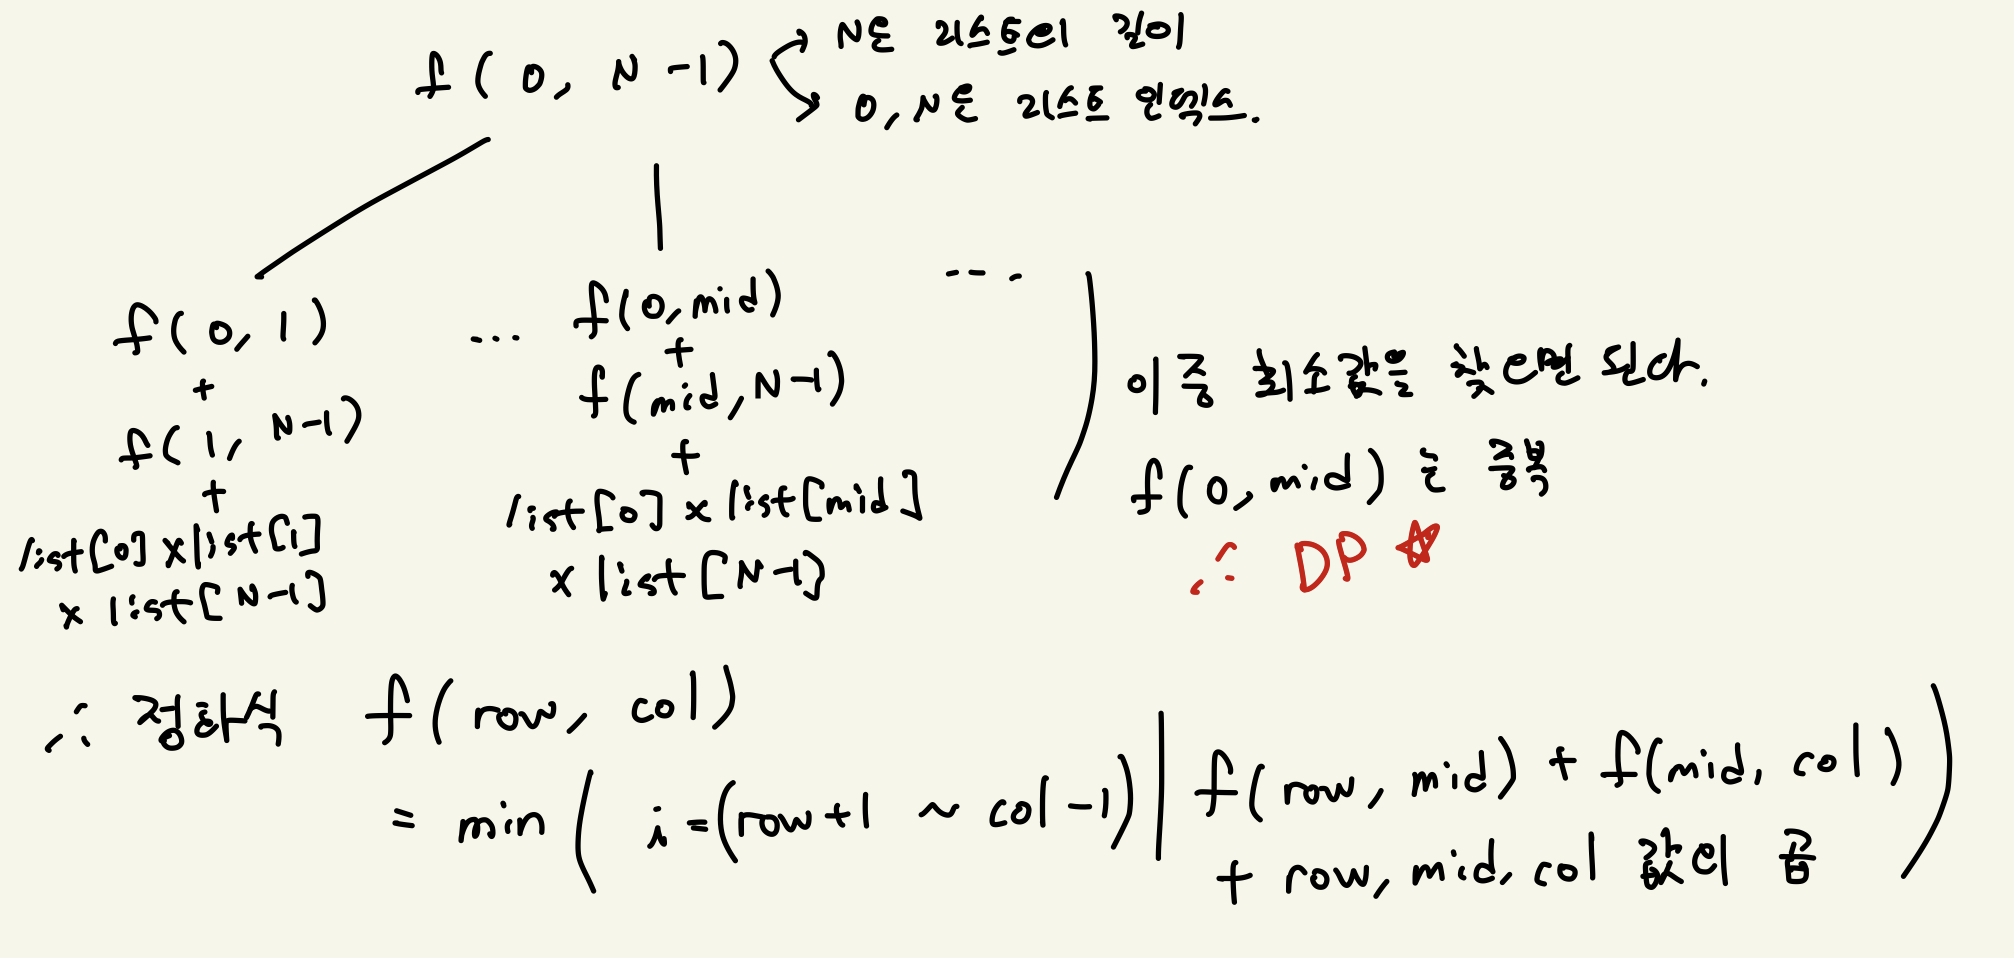 f(0, N-1) N은 리스트의 길이
0, N은 리스트 인덱스.
f(0, 1) ... f(0, mid) ...
+ +
f(1, N-1) f(mid, N-1)
+ +
list[0] x list[1] list[0] x list[mid]
x list[N-1] x list[N-1]
이 중 최소값을 찾으면 된다.
f(0, mid)는 중복
∴ DP ☆
∴ 점화식 f(row, col)
= min( i=(row+1 ~ col-1) | f(row, mid) + f(mid, col)
+ row, mid, col 값의 곱 )